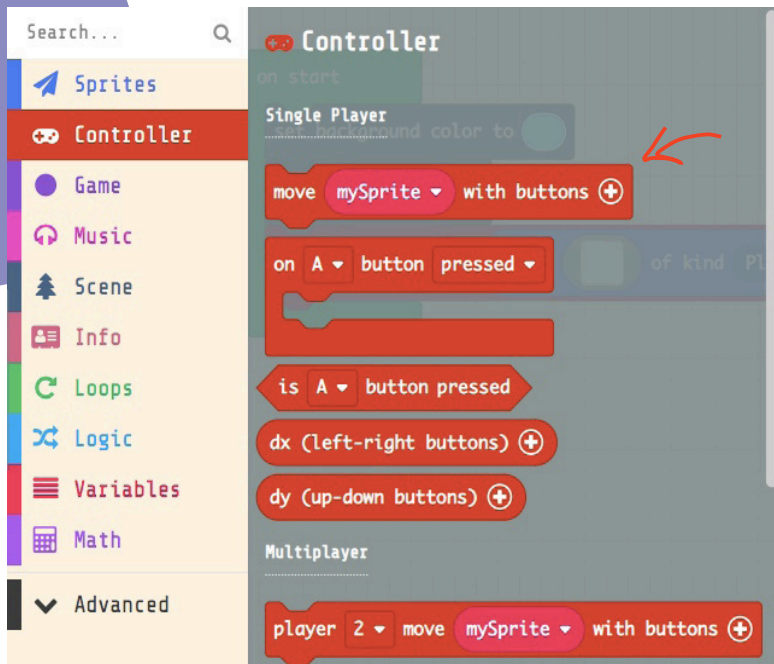 Search...
Sprites
Controller
Game
Music
Scene
Info
Loops
Logic
Variables
Math
Advanced
Controller
on start
Single Player
set background color to
move mySprite with buttons
on A button pressed
of kind Pl
is A button pressed
dx (left-right buttons)
dy (up-down buttons)
Multiplayer
player 2 move mySprite with buttons